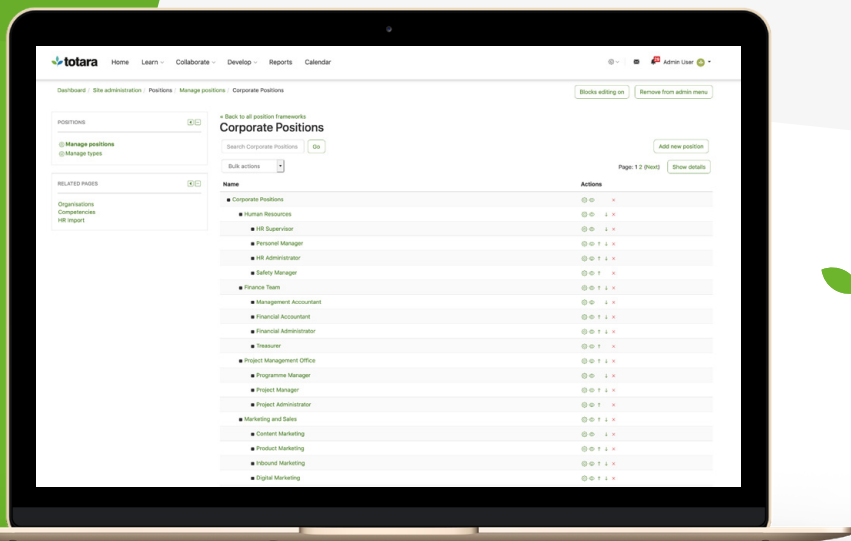 totara Home Learn Collaborate Develop Reports Calendar Admin User
Dashboard / Site administration / Positions / Manage positions / Corporate Positions
Blocks editing on Remove from admin menu
POSITIONS
Manage positions
Manage types
RELATED PAGES
Organisations
Competencies
HR Import
« Back to all position frameworks
Corporate Positions
Search Corporate Positions Go Add new position
Bulk actions Page: 1 2 (Next) Show details
Name Actions
Corporate Positions
Human Resources
HR Supervisor
Personel Manager
HR Administrator
Safety Manager
Finance Team
Management Accountant
Financial Accountant
Financial Administrator
Treasurer
Project Management Office
Programme Manager
Project Manager
Project Administrator
Marketing and Sales
Content Marketing
Product Marketing
Inbound Marketing
Digital Marketing